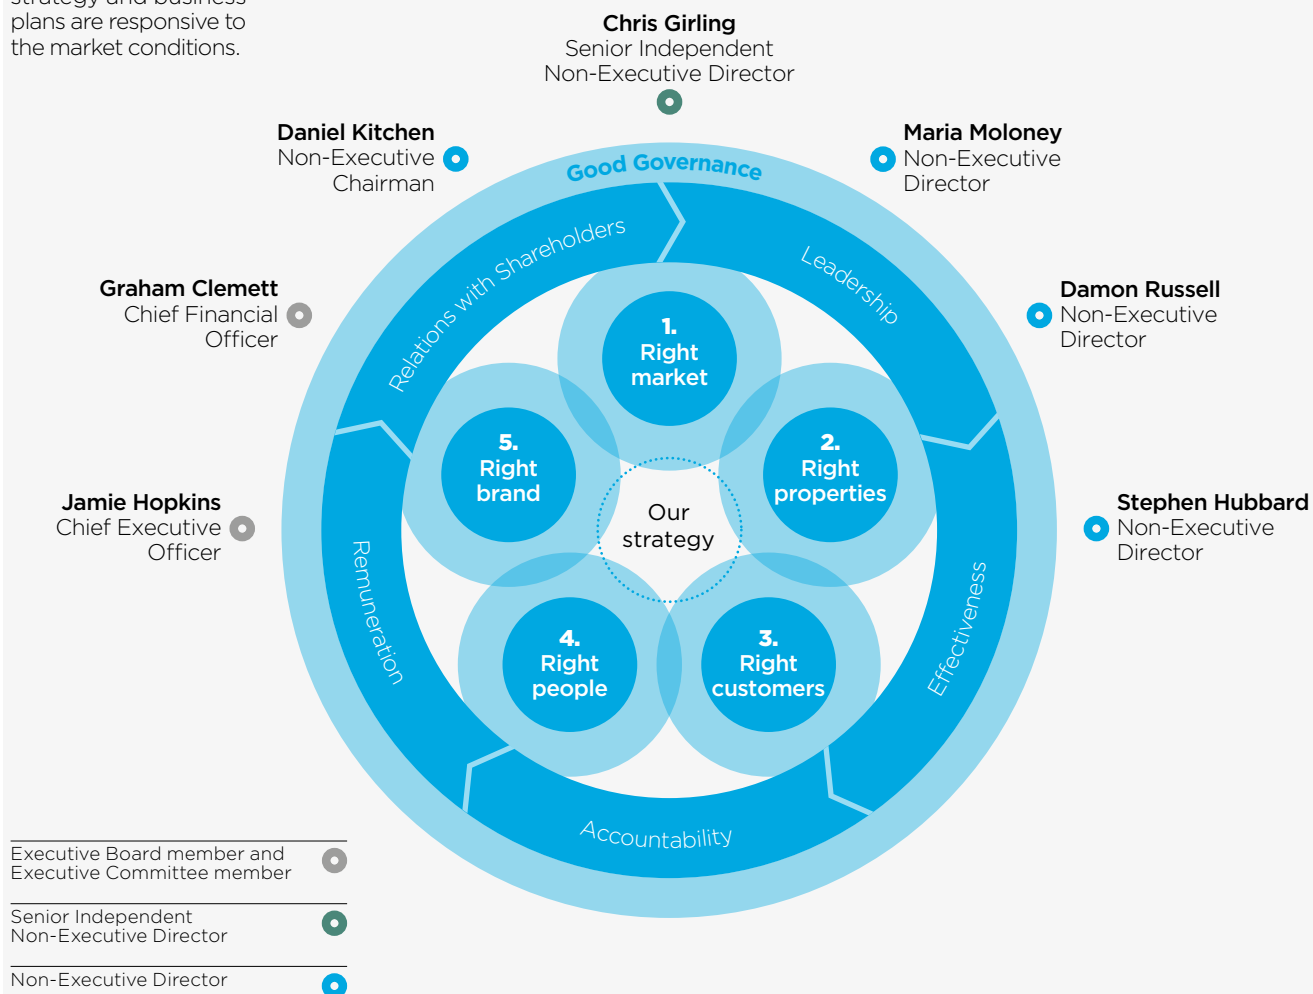 strategy and business
plans are responsive to
the market conditions.
Chris Girling
Senior Independent
Non-Executive Director
Daniel Kitchen
Non-Executive
Chairman
Maria Moloney
Non-Executive
Director
Graham Clemett
Chief Financial
Officer
Damon Russell
Non-Executive
Director
Jamie Hopkins
Chief Executive
Officer
Stephen Hubbard
Non-Executive
Director
Good Governance
Relations with Shareholders
Leadership
Effectiveness
Accountability
Remuneration
1.
Right
market
2.
Right
properties
3.
Right
customers
4.
Right
people
5.
Right
brand
Our
strategy
Executive Board member and
Executive Committee member
Senior Independent
Non-Executive Director
Non-Executive Director